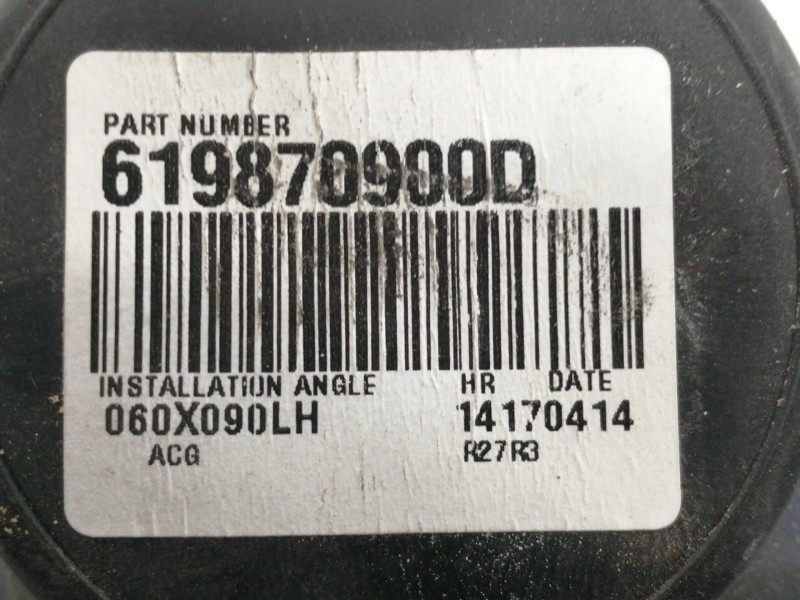 PART NUMBER
619870900D
INSTALLATION ANGLE HR DATE
060X090LH 14170414
ACG R27R3